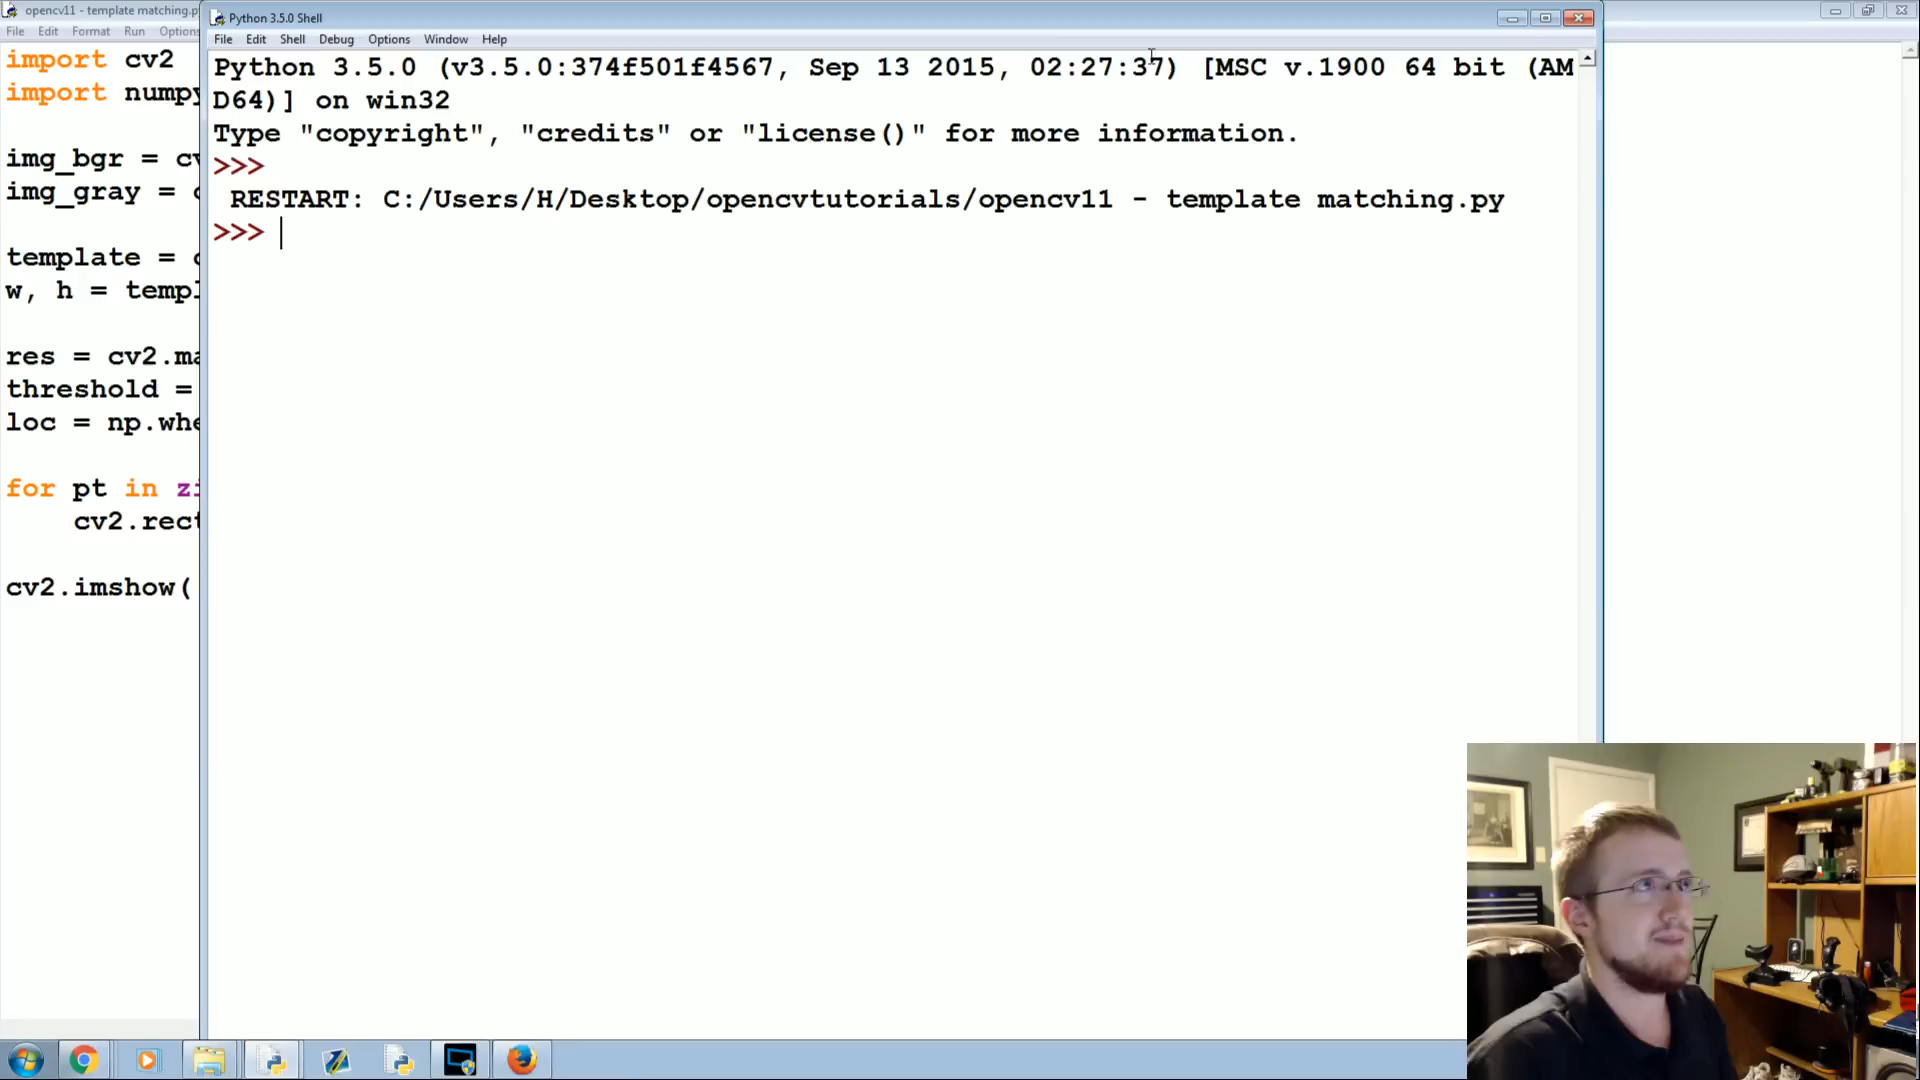 opencv11 - template matching.p
File Edit Format Run Options
import cv2
import numpy
img_bgr = cv
img_gray =
template =
w, h = templ
res = cv2.ma
threshold =
loc = np.whe
for pt in zi
cv2.rect
cv2.imshow(
Python 3.5.0 Shell
File Edit Shell Debug Options Window Help
Python 3.5.0 (v3.5.0:374f501f4567, Sep 13 2015, 02:27:37) [MSC v.1900 64 bit (AM
D64)] on win32
Type "copyright", "credits" or "license()" for more information.
>>>
RESTART: C:/Users/H/Desktop/opencvtutorials/opencv11 - template matching.py
>>>